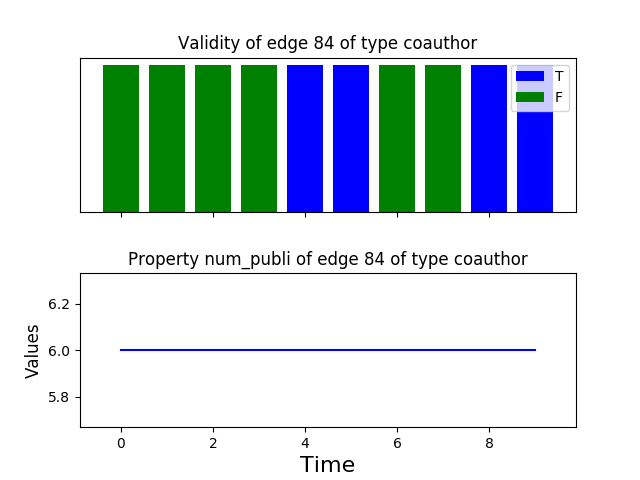 Validity of edge 84 of type coauthor
T
F
Property num_publi of edge 84 of type coauthor
6.2
6.0
5.8
Values
0 2 4 6 8
Time